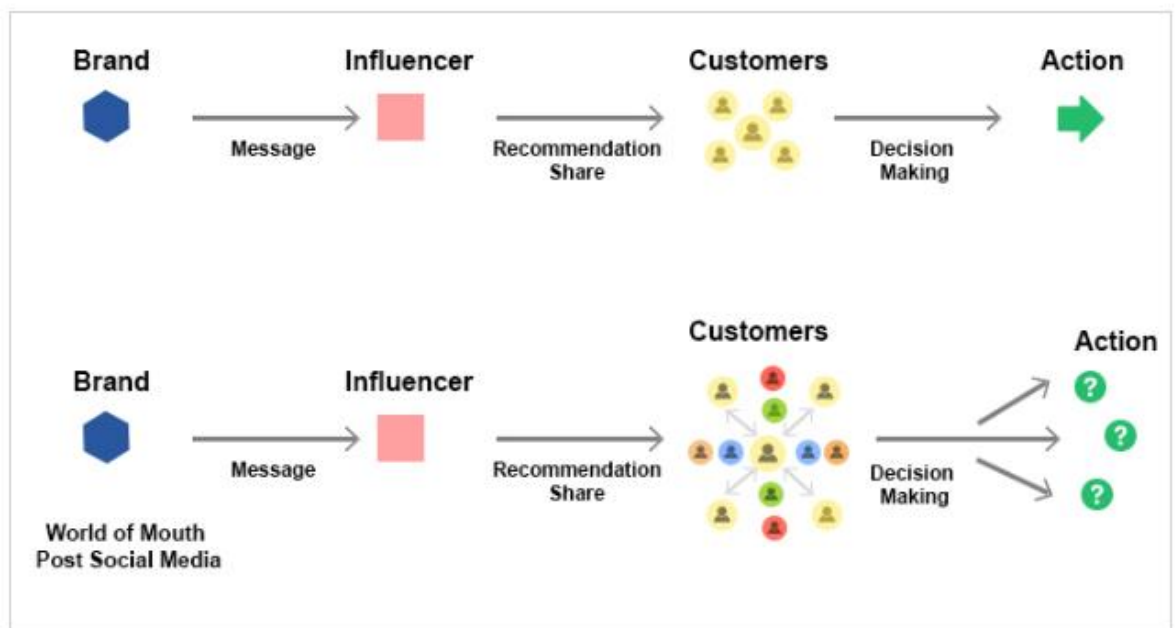 Brand
Influencer
Customers
Action
Message
Recommendation
Share
Decision
Making
Customers
Action
Brand
Influencer
?
?
Message
Recommendation
Share
Decision
Making
?
World of Mouth
Post Social Media